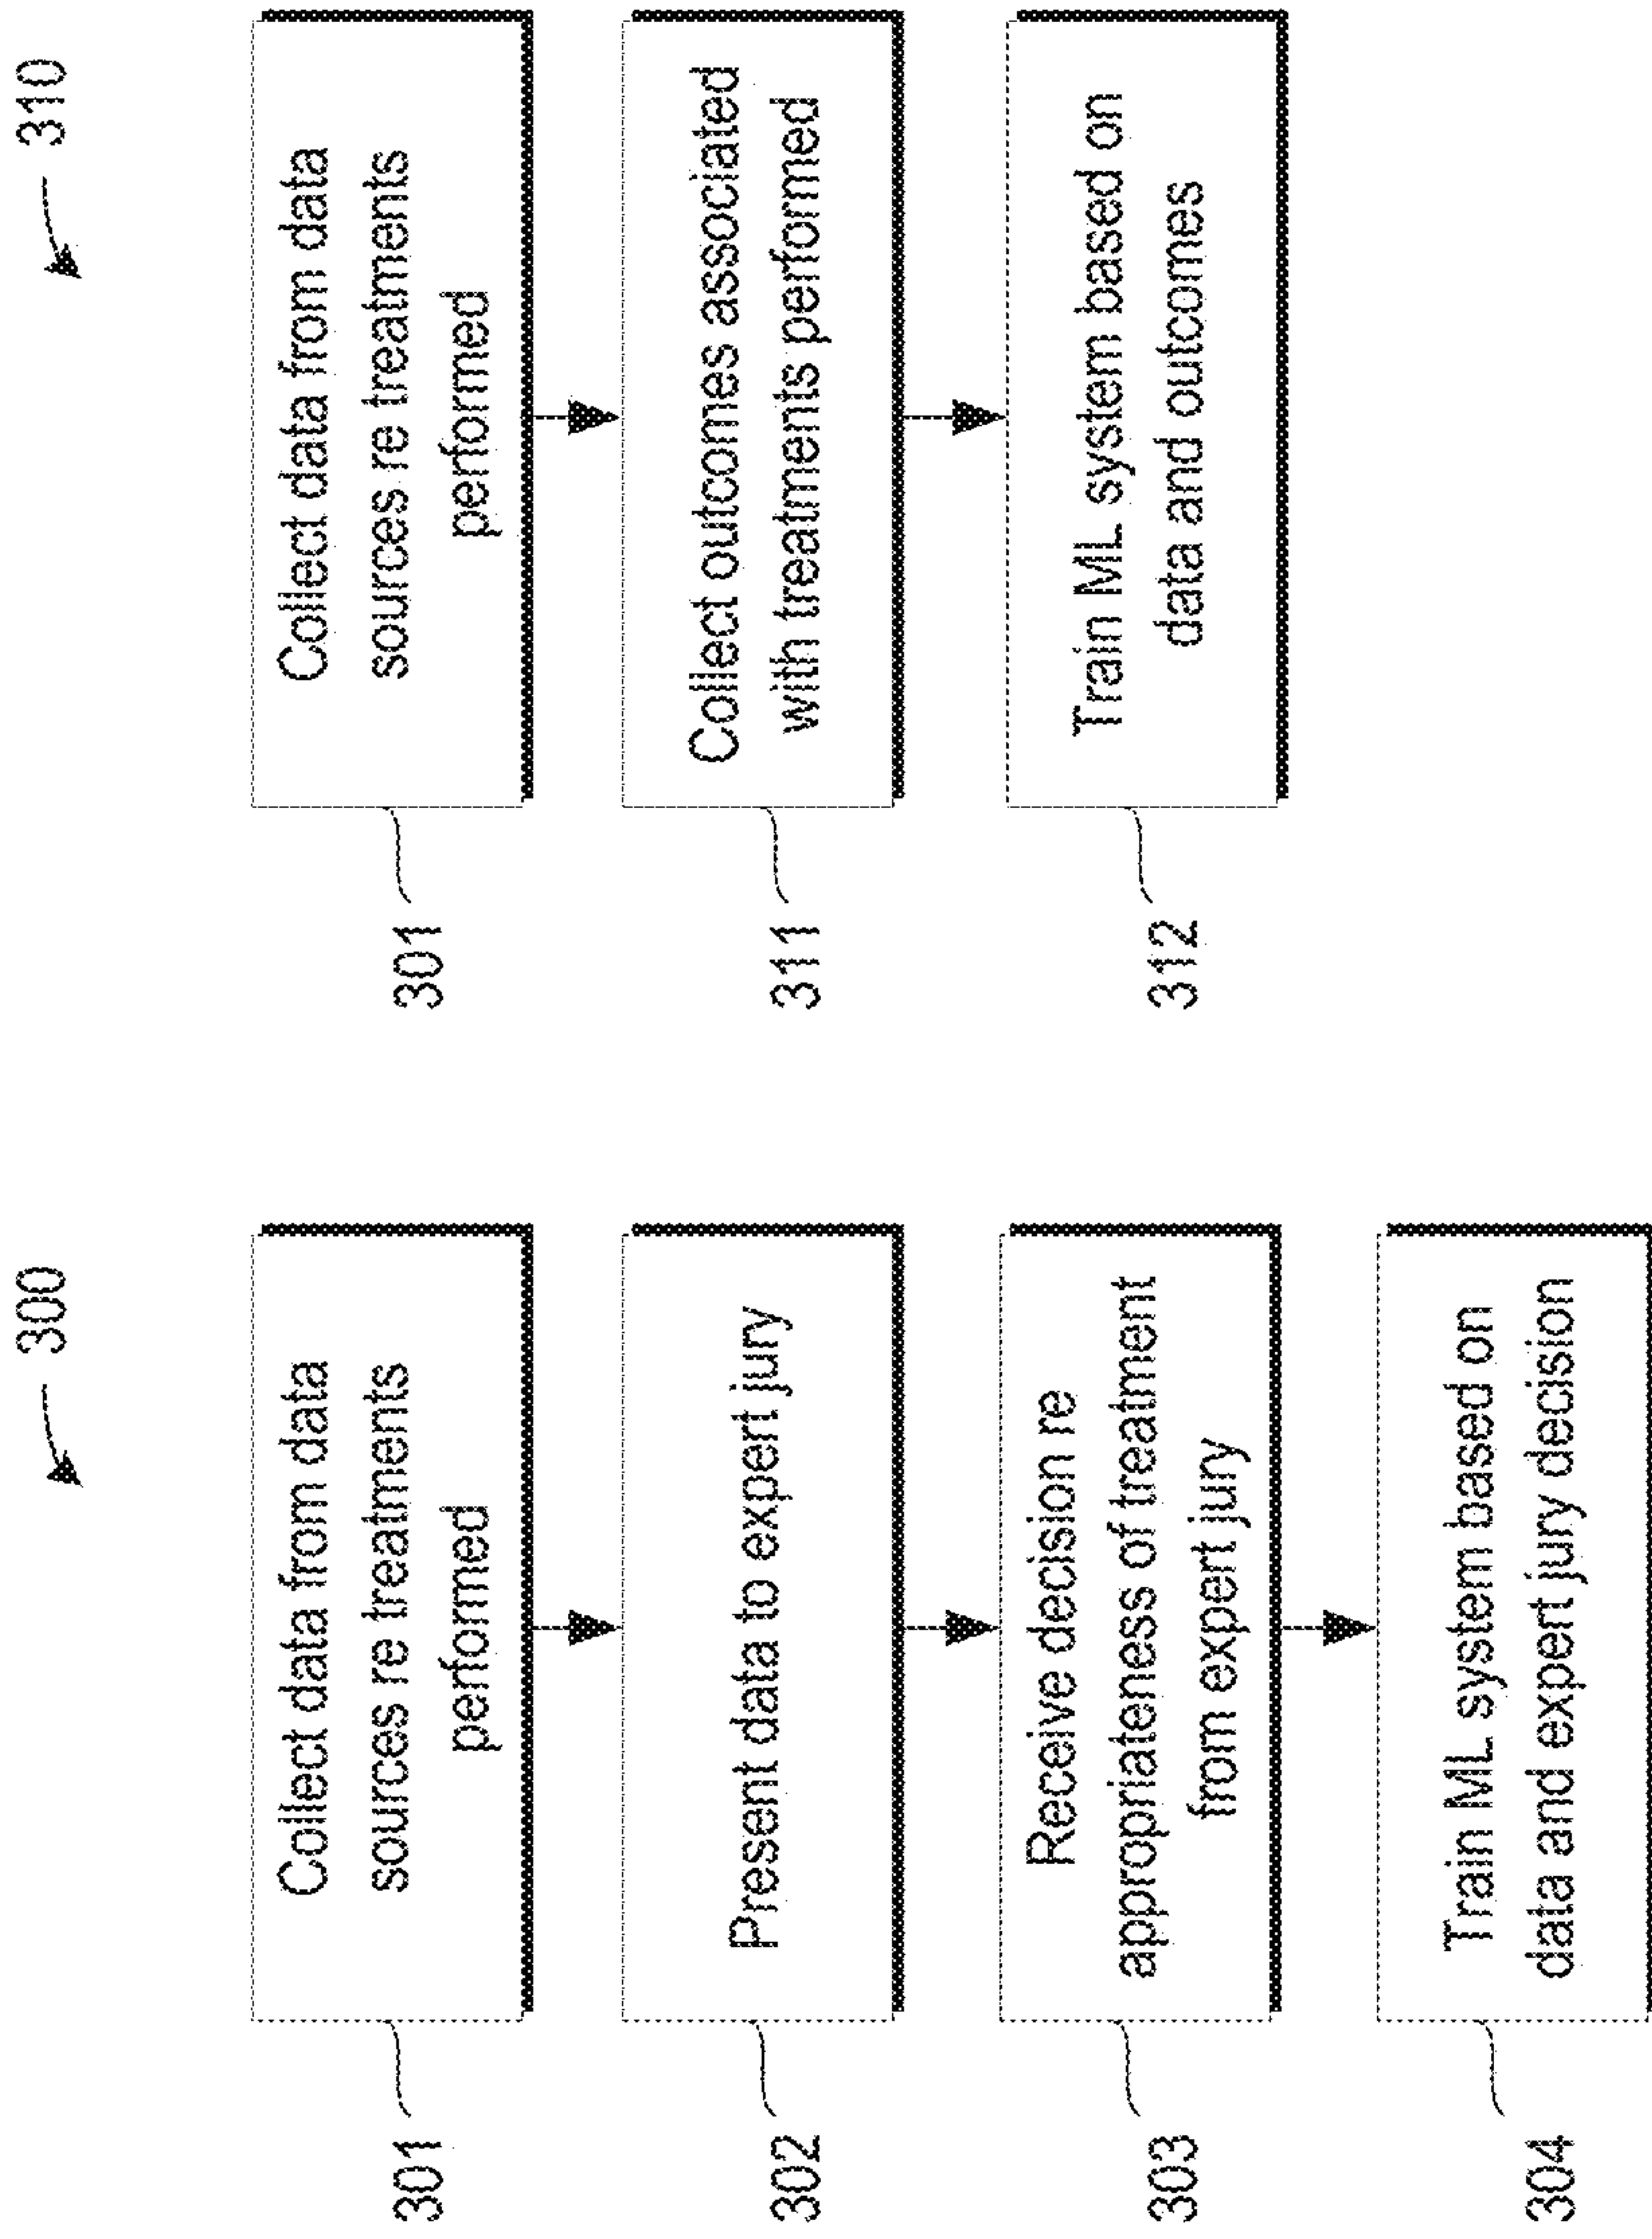 300
301
Collect data from data
sources re treatments
performed
302
Present data to expert jury
303
Receive decision re
appropriateness of treatment
from expert jury
304
Train ML system based on
data and expert jury decision
310
301
Collect data from data
sources re treatments
performed
311
Collect outcomes associated
with treatments performed
312
Train ML system based on
data and outcomes